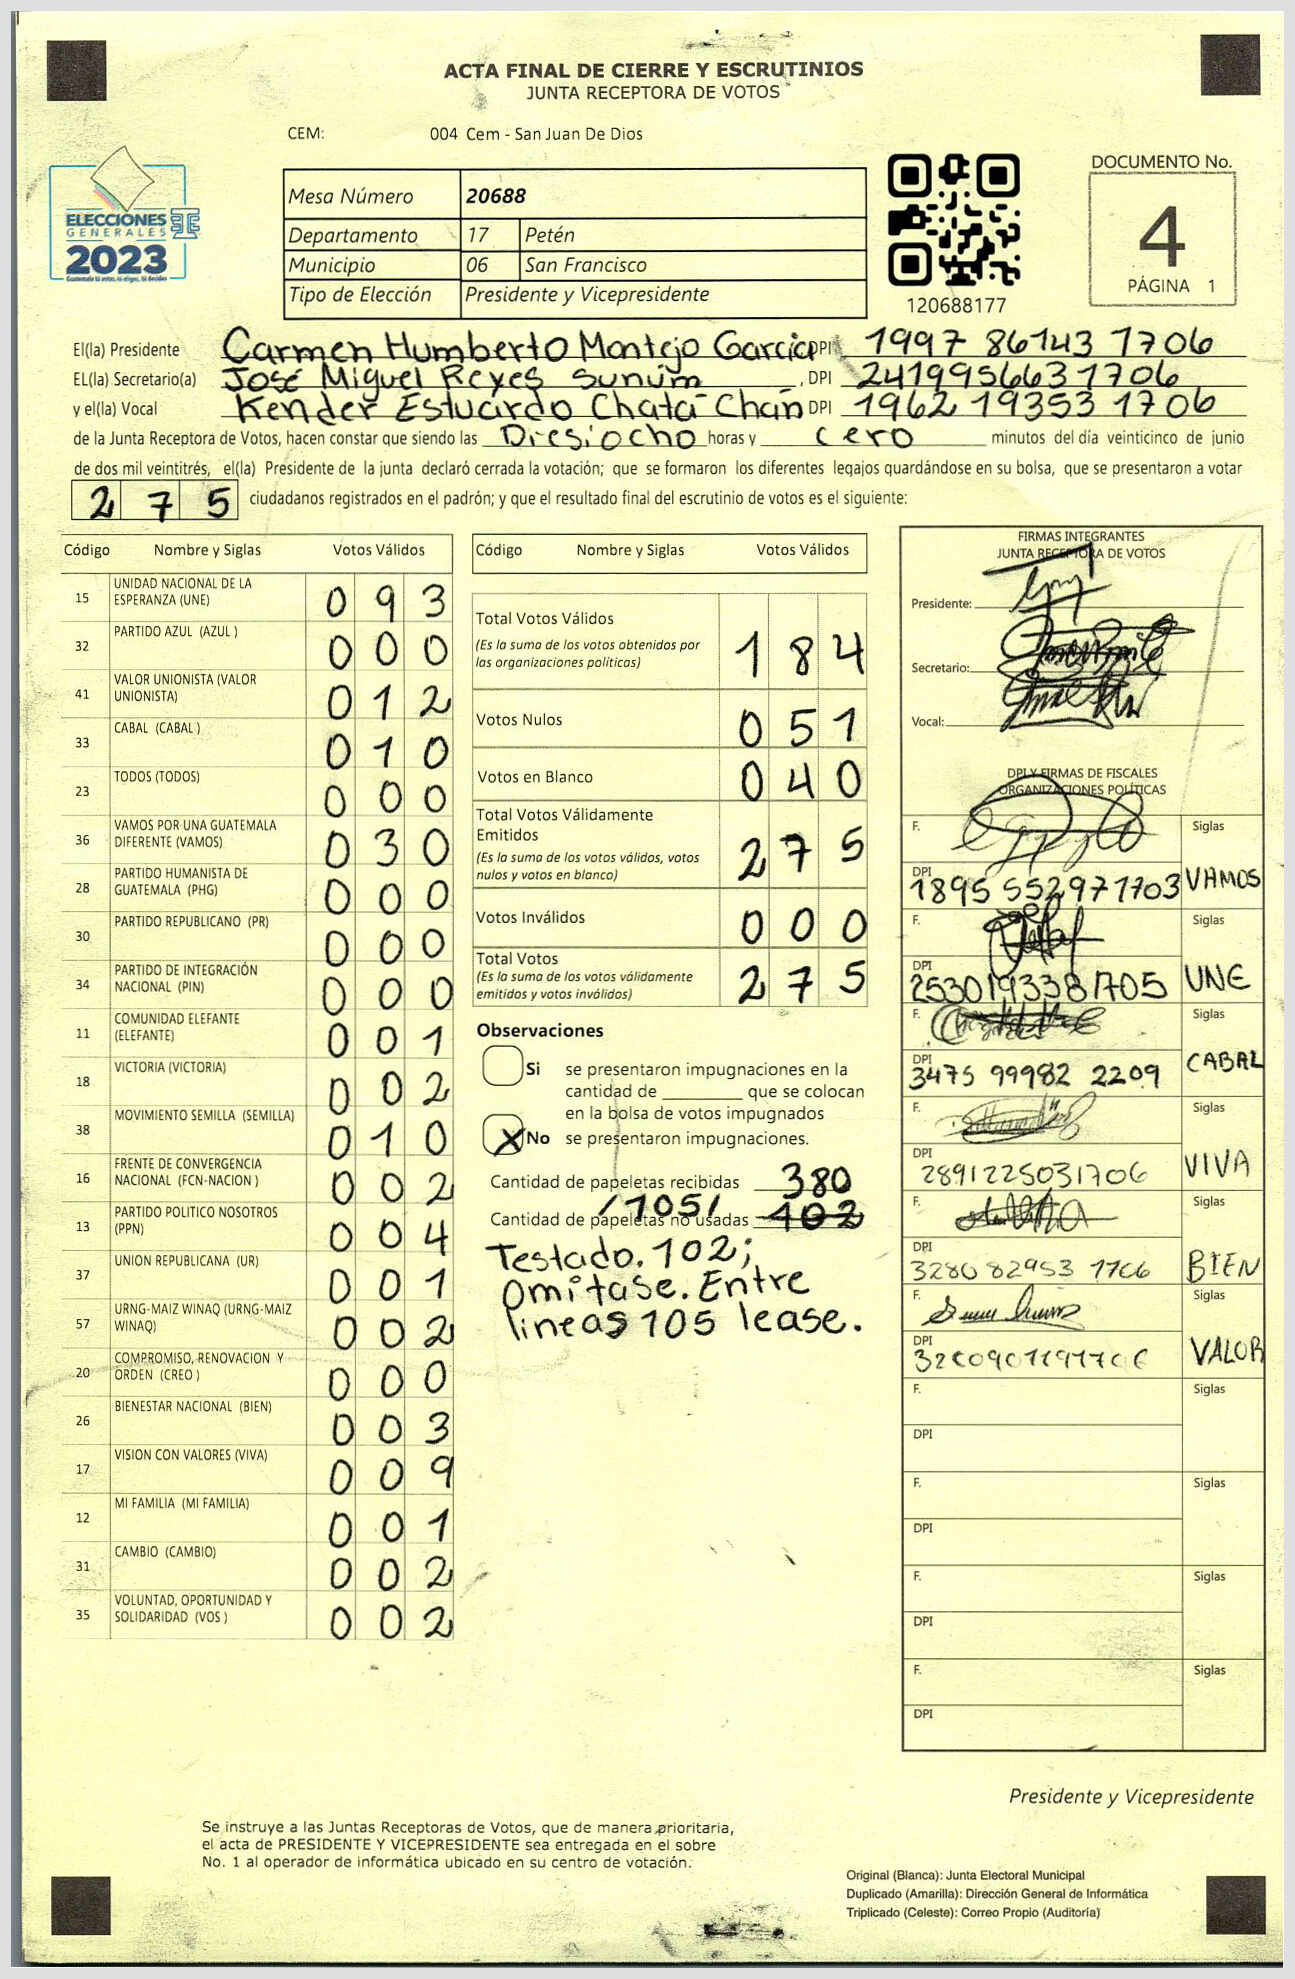 ACTA FINAL DE CIERRE Y ESCRUTINIOS
JUNTA RECEPTORA DE VOTOS
CEM: 004 Cem - San Juan De Dios
ELECCIONES
GENERALES
2023
Mesa Número 20688
Departamento 17 Petén
Municipio 06 San Francisco
Tipo de Elección Presidente y Vicepresidente
120688177
DOCUMENTO No.
4
PÁGINA 1
El(la) Presidente Carmen Humberto Montejo Garcia DPI 1997 86143 1706
EL(la) Secretario(a) José Miguel Reyes Sunúm , DPI 2419956631706
y el(la) Vocal Kender Estuardo Chatá Chan DPI 1962 19353 1706
de la Junta Receptora de Votos, hacen constar que siendo las Diesiocho horas y cero minutos del día veinticinco de junio
de dos mil veintitrés, el(la) Presidente de la junta declaró cerrada la votación; que se formaron los diferentes legajos guardándose en su bolsa, que se presentaron a votar
2 7 5 ciudadanos registrados en el padrón; y que el resultado final del escrutinio de votos es el siguiente:
Código Nombre y Siglas Votos Válidos
15 UNIDAD NACIONAL DE LA ESPERANZA (UNE) 0 9 3
32 PARTIDO AZUL (AZUL ) 0 0 0
41 VALOR UNIONISTA (VALOR UNIONISTA) 0 1 2
33 CABAL (CABAL ) 0 1 0
23 TODOS (TODOS) 0 0 0
36 VAMOS POR UNA GUATEMALA DIFERENTE (VAMOS) 0 3 0
28 PARTIDO HUMANISTA DE GUATEMALA (PHG) 0 0 0
30 PARTIDO REPUBLICANO (PR) 0 0 0
34 PARTIDO DE INTEGRACIÓN NACIONAL (PIN) 0 0 0
11 COMUNIDAD ELEFANTE (ELEFANTE) 0 0 1
18 VICTORIA (VICTORIA) 0 0 2
38 MOVIMIENTO SEMILLA (SEMILLA) 0 1 0
16 FRENTE DE CONVERGENCIA NACIONAL (FCN-NACION ) 0 0 2
13 PARTIDO POLITICO NOSOTROS (PPN) 0 0 4
37 UNION REPUBLICANA (UR) 0 0 1
57 URNG-MAIZ WINAQ (URNG-MAIZ WINAQ) 0 0 2
20 COMPROMISO, RENOVACION Y ORDEN (CREO ) 0 0 0
26 BIENESTAR NACIONAL (BIEN) 0 0 3
17 VISION CON VALORES (VIVA) 0 0 9
12 MI FAMILIA (MI FAMILIA) 0 0 1
31 CAMBIO (CAMBIO) 0 0 2
35 VOLUNTAD, OPORTUNIDAD Y SOLIDARIDAD (VOS ) 0 0 2
Código Nombre y Siglas Votos Válidos
Total Votos Válidos 1 8 4
(Es la suma de los votos obtenidos por
las organizaciones políticas)
Votos Nulos 0 5 1
Votos en Blanco 0 4 0
Total Votos Válidamente
Emitidos 2 7 5
(Es la suma de los votos válidos, votos
nulos y votos en blanco)
Votos Inválidos 0 0 0
Total Votos 2 7 5
(Es la suma de los votos válidamente
emitidos y votos inválidos)
Observaciones
Si se presentaron impugnaciones en la
cantidad de ________ que se colocan
en la bolsa de votos impugnados
X No se presentaron impugnaciones.
Cantidad de papeletas recibidas 380
/105/
Cantidad de papeletas no usadas 102
Testado. 102;
Omitase. Entre
lineas 105 lease.
FIRMAS INTEGRANTES
JUNTA RECEPTORA DE VOTOS
Presidente:
Secretario:
Vocal:
DPI Y FIRMAS DE FISCALES
ORGANIZACIONES POLÍTICAS
F. Siglas
DPI 1895 55297 1703 VAMOS
F. Siglas
DPI 2530193381705 UNE
F. Siglas
DPI 3475 99982 2209 CABAL
F. Siglas
DPI 2891225031706 VIVA
F. Siglas
DPI 3280 82953 1706 BIEN
F. Siglas
DPI VALOR
F. Siglas
DPI
F. Siglas
DPI
F. Siglas
DPI
F. Siglas
DPI
Presidente y Vicepresidente
Se instruye a las Juntas Receptoras de Votos, que de manera prioritaria,
el acta de PRESIDENTE Y VICEPRESIDENTE sea entregada en el sobre
No. 1 al operador de informática ubicado en su centro de votación.
Original (Blanca): Junta Electoral Municipal
Duplicado (Amarilla): Dirección General de Informática
Triplicado (Celeste): Correo Propio (Auditoría)